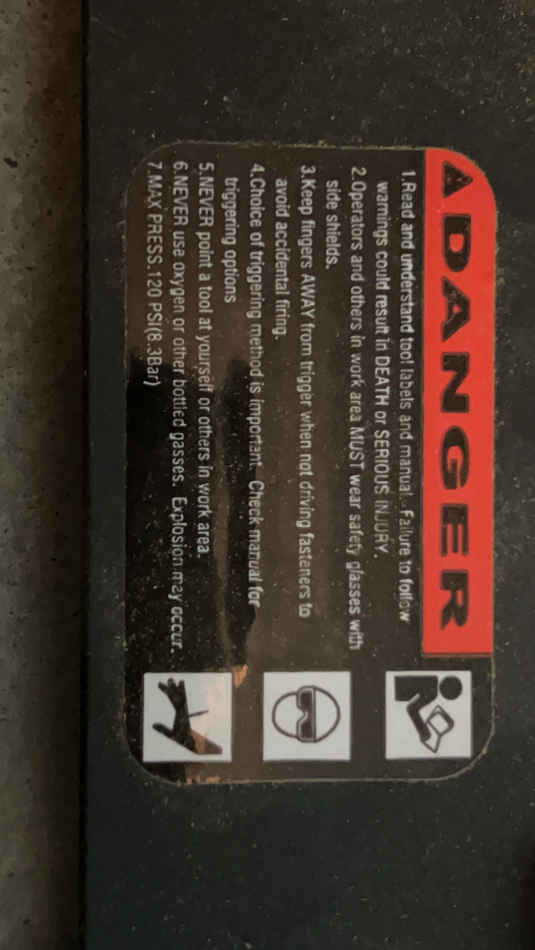 DANGER
1.Read and understand tool labels and manual. Failure to follow
warnings could result in DEATH or SERIOUS INJURY.
2.Operators and others in work area MUST wear safety glasses with
side shields.
3.Keep fingers AWAY from trigger when not driving fasteners to
avoid accidental firing.
4.Choice of triggering method is important. Check manual for
triggering options
5.NEVER point a tool at yourself or others in work area.
6.NEVER use oxygen or other bottled gasses. Explosion may occur.
7.MAX PRESS.120 PSI(8.3Bar)